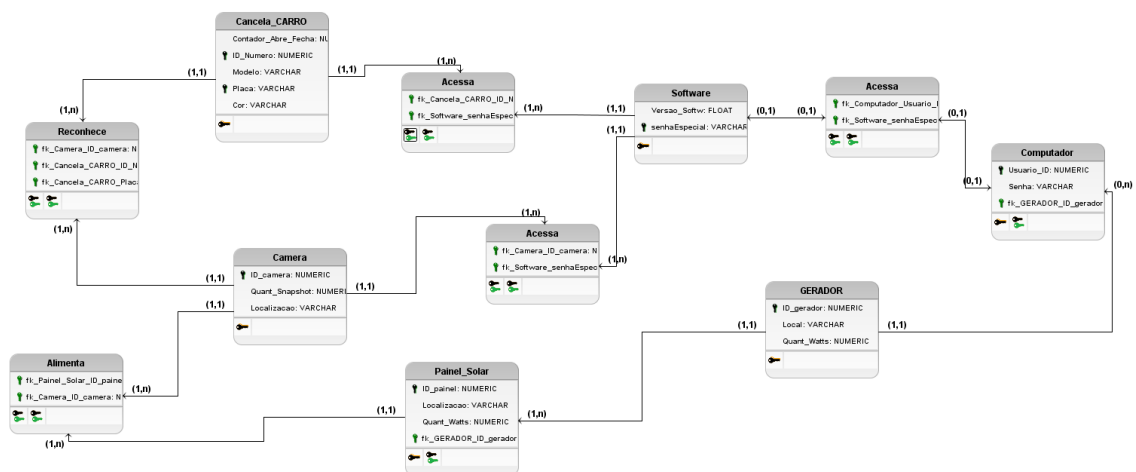 Cancela_CARRO
Contador_Abre_Fecha: NU
ID_Numero: NUMERIC
Modelo: VARCHAR
Placa: VARCHAR
Cor: VARCHAR
(1,1)
(1,1)
(1,n)
(1,n)
Acessa
fk_Cancela_CARRO_ID_N
fk_Software_senhaEspec
(1,n)
(1,1)
Software
Versao_Softw: FLOAT
senhaEspecial: VARCHAR
(1,1)
(0,1)
(0,1)
Acessa
fk_Computador_Usuario_I
fk_Software_senhaEspec
(0,1)
Reconhece
fk_Camera_ID_camera: N
fk_Cancela_CARRO_ID_N
fk_Cancela_CARRO_Placa
(1,n)
Computador
Usuario_ID: NUMERIC
Senha: VARCHAR
fk_GERADOR_ID_gerador
(0,1)
(0,n)
Acessa
fk_Camera_ID_camera: N
fk_Software_senhaEspec
(1,n)
(1,n)
Camera
ID_camera: NUMERIC
Quant_Snapshot: NUMERI
Localizacao: VARCHAR
(1,1)
(1,1)
(1,1)
GERADOR
ID_gerador: NUMERIC
Local: VARCHAR
Quant_Watts: NUMERIC
(1,1)
(1,1)
Alimenta
fk_Painel_Solar_ID_paine
fk_Camera_ID_camera: N
(1,n)
(1,n)
Painel_Solar
ID_painel: NUMERIC
Localizacao: VARCHAR
Quant_Watts: NUMERIC
fk_GERADOR_ID_gerador
(1,1)
(1,n)